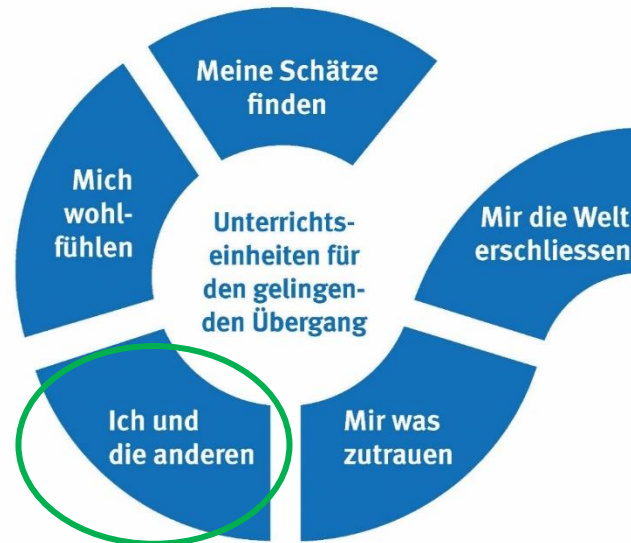 Meine Schätze
finden
Mich
wohl-
fühlen
Unterrichts-
einheiten für
den gelingen-
den Übergang
Mir die Welt
erschliessen
Ich und
die anderen
Mir was
zutrauen